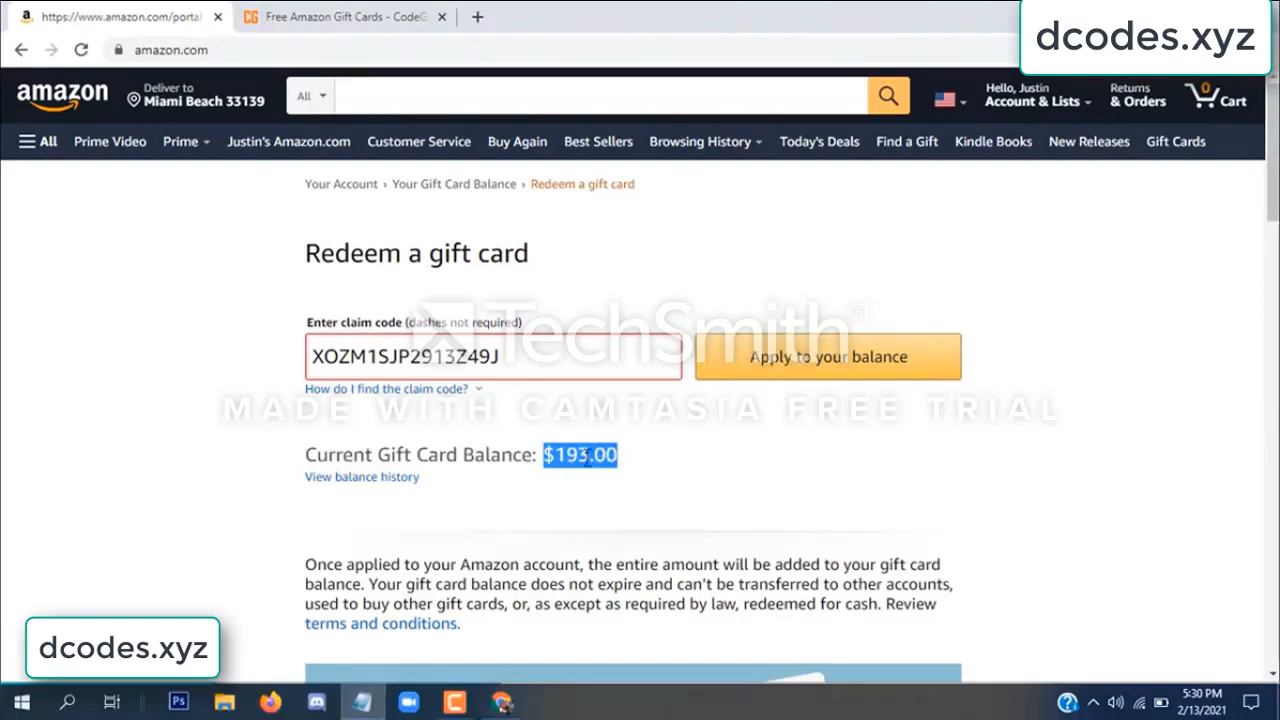 https://www.amazon.com/portal
Free Amazon Gift Cards - CodeG
dcodes.xyz
amazon.com
amazon
Deliver to
Miami Beach 33139
All
Hello, Justin
Account & Lists
Returns
& Orders
0
Cart
All
Prime Video
Prime
Justin's Amazon.com
Customer Service
Buy Again
Best Sellers
Browsing History
Today's Deals
Find a Gift
Kindle Books
New Releases
Gift Cards
Your Account › Your Gift Card Balance › Redeem a gift card
Redeem a gift card
Enter claim code (dashes not required)
XOZM1SJP2913Z49J
Apply to your balance
How do I find the claim code?
TechSmith®
MADE WITH CAMTASIA FREE TRIAL
Current Gift Card Balance: $193.00
View balance history
Once applied to your Amazon account, the entire amount will be added to your gift card
balance. Your gift card balance does not expire and can't be transferred to other accounts,
used to buy other gift cards, or, as except as required by law, redeemed for cash. Review
terms and conditions.
dcodes.xyz
Ps
5:30 PM
2/13/2021